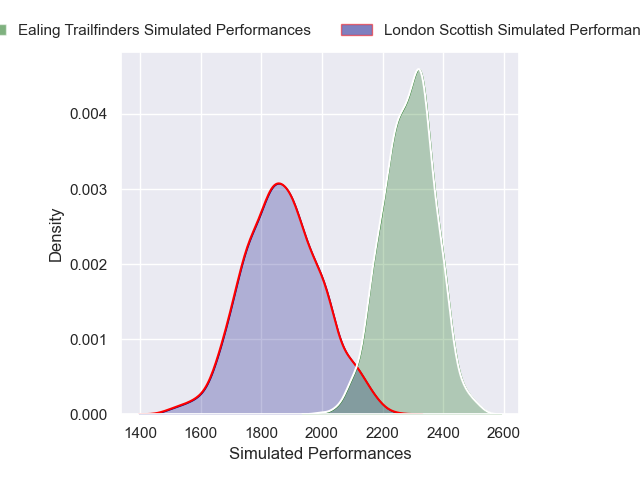 Ealing Trailfinders Simulated Performances London Scottish Simulated Performan
0.004
0.003
0.002
0.001
0.000
Density
1400 1600 1800 2000 2200 2400 2600
Simulated Performances